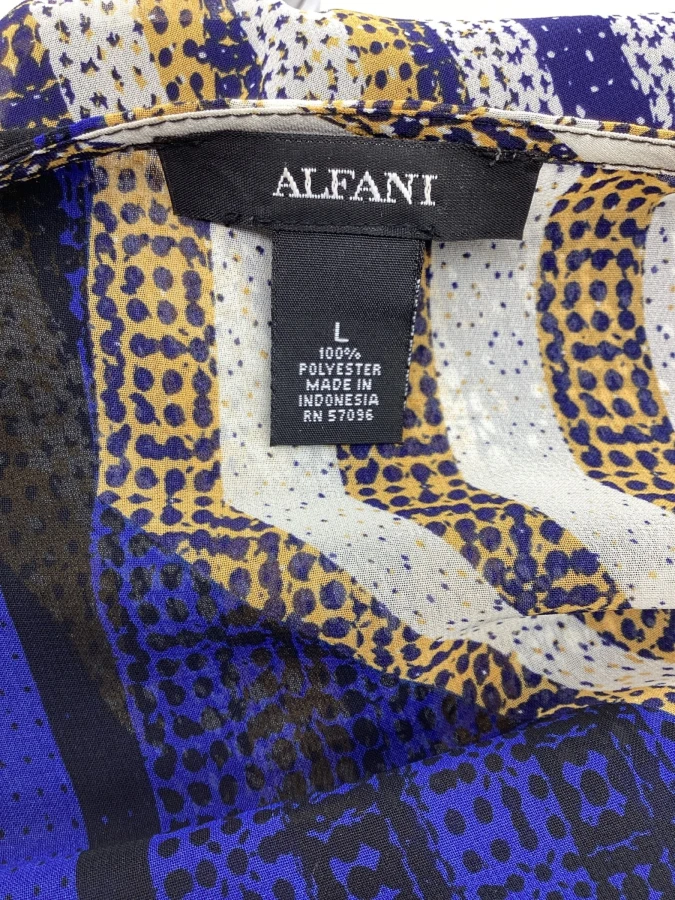 ALFANI
L
100%
POLYESTER
MADE IN
INDONESIA
RN 57096